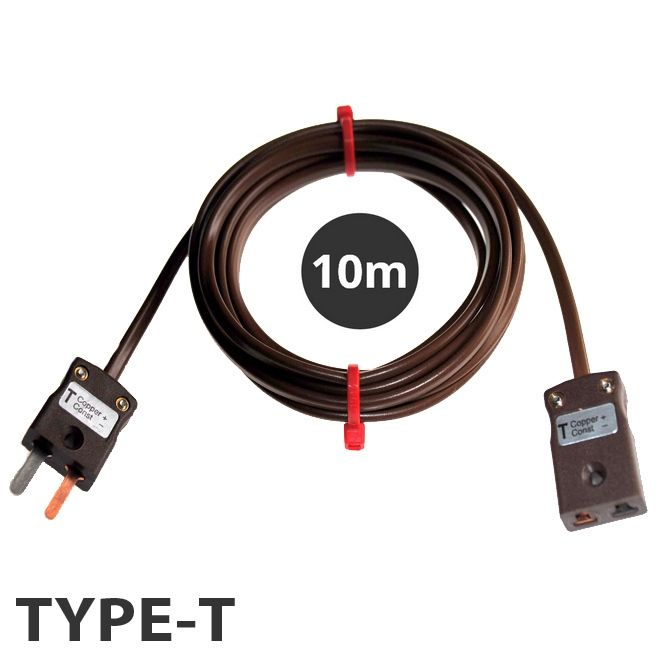 10m
T Copper +
Const −
T Copper +
Const −
TYPE-T